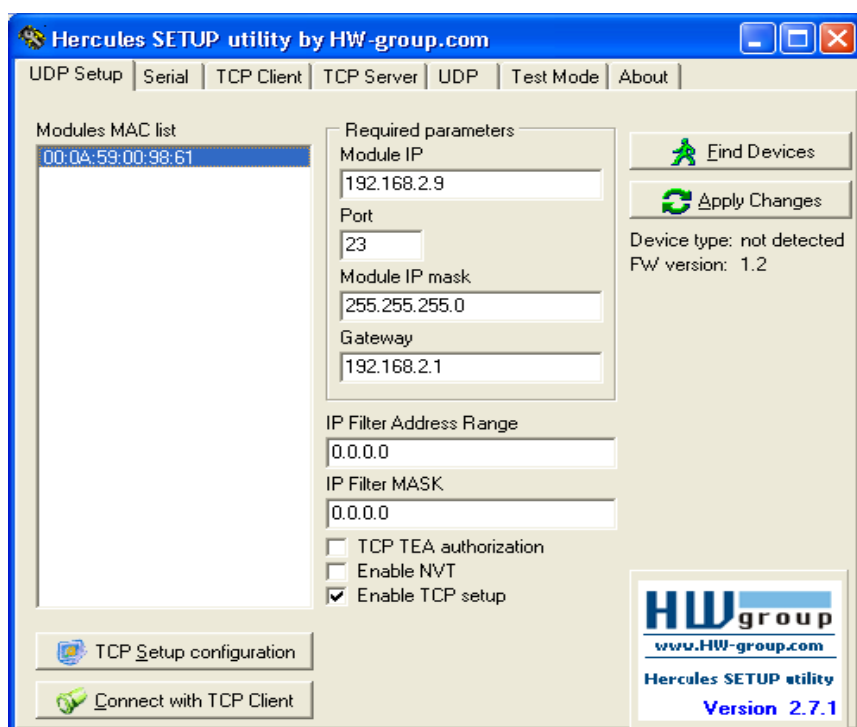 Hercules SETUP utility by HW-group.com
UDP Setup Serial TCP Client TCP Server UDP Test Mode About
Modules MAC list
00:0A:59:00:98:61
Required parameters
Module IP
192.168.2.9
Port
23
Module IP mask
255.255.255.0
Gateway
192.168.2.1
IP Filter Address Range
0.0.0.0
IP Filter MASK
0.0.0.0
TCP TEA authorization
Enable NVT
Enable TCP setup
Find Devices
Apply Changes
Device type: not detected
FW version: 1.2
TCP Setup configuration
Connect with TCP Client
HW group
www.HW-group.com
Hercules SETUP utility
Version 2.7.1